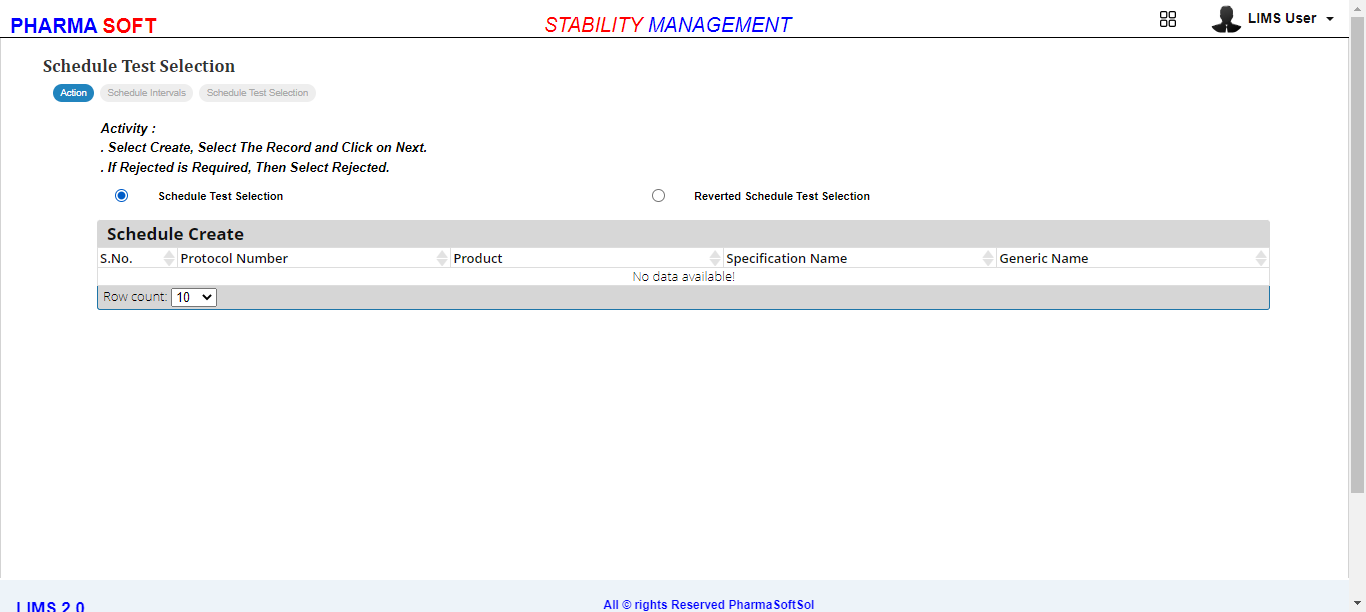 PHARMA SOFT
STABILITY MANAGEMENT
LIMS User
Schedule Test Selection
Action Schedule Intervals Schedule Test Selection
Activity :
. Select Create, Select The Record and Click on Next.
. If Rejected is Required, Then Select Rejected.
Schedule Test Selection Reverted Schedule Test Selection
Schedule Create
S.No. Protocol Number Product Specification Name Generic Name
No data available!
Row count: 10
LIMS 2.0
All © rights Reserved PharmaSoftSol